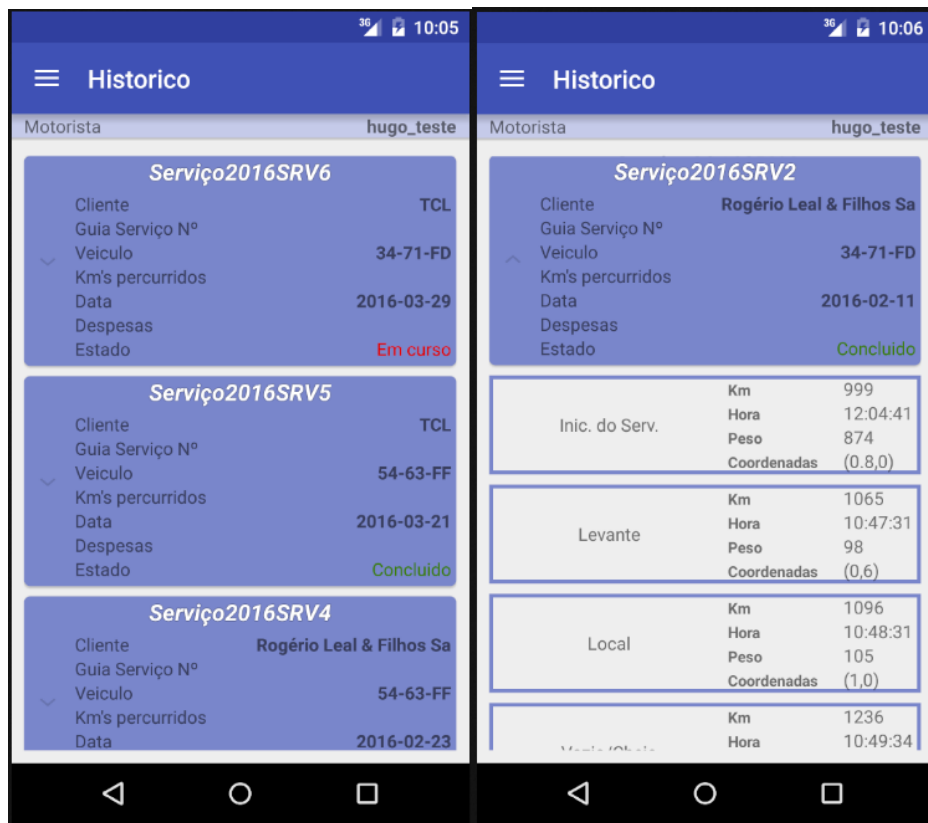 3G 10:05
Historico
Motorista hugo_teste
Serviço2016SRV6
Cliente TCL
Guia Serviço Nº
Veiculo 34-71-FD
Km's percurridos
Data 2016-03-29
Despesas
Estado Em curso
Serviço2016SRV5
Cliente TCL
Guia Serviço Nº
Veiculo 54-63-FF
Km's percurridos
Data 2016-03-21
Despesas
Estado Concluido
Serviço2016SRV4
Cliente Rogério Leal & Filhos Sa
Guia Serviço Nº
Veiculo 54-63-FF
Km's percurridos
Data 2016-02-23
3G 10:06
Historico
Motorista hugo_teste
Serviço2016SRV2
Cliente Rogério Leal & Filhos Sa
Guia Serviço Nº
Veiculo 34-71-FD
Km's percurridos
Data 2016-02-11
Despesas
Estado Concluido
Inic. do Serv.
Km 999
Hora 12:04:41
Peso 874
Coordenadas (0.8,0)
Levante
Km 1065
Hora 10:47:31
Peso 98
Coordenadas (0,6)
Local
Km 1096
Hora 10:48:31
Peso 105
Coordenadas (1,0)
Km 1236
Hora 10:49:34